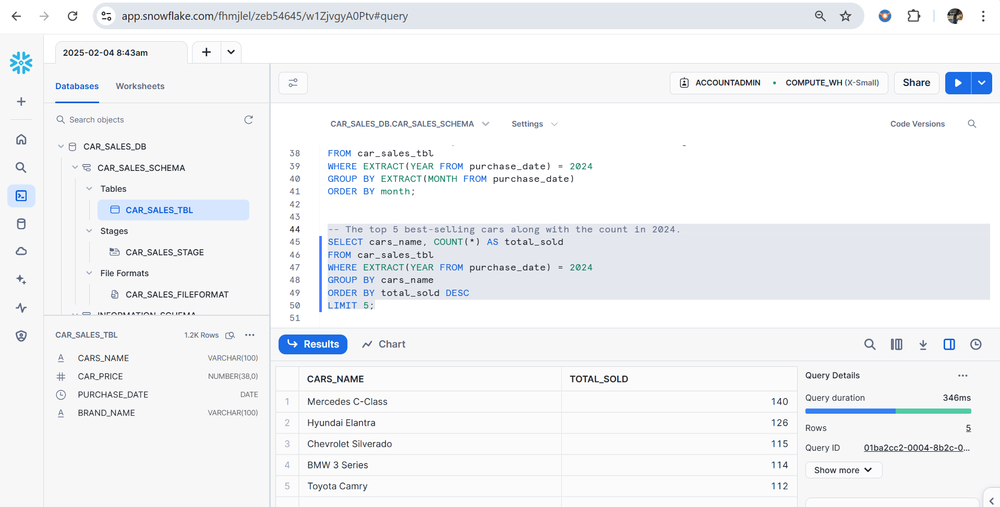 app.snowflake.com/fhmjlel/zeb54645/w1ZjvgyA0Ptv#query
2025-02-04 8:43am
Databases Worksheets
Search objects
CAR_SALES_DB
CAR_SALES_SCHEMA
Tables
CAR_SALES_TBL
Stages
CAR_SALES_STAGE
File Formats
CAR_SALES_FILEFORMAT
INFORMATION_SCHEMA
CAR_SALES_TBL 1.2K Rows
CARS_NAME VARCHAR(100)
CAR_PRICE NUMBER(38,0)
PURCHASE_DATE DATE
BRAND_NAME VARCHAR(100)
ACCOUNTADMIN COMPUTE_WH (X-Small) Share
CAR_SALES_DB.CAR_SALES_SCHEMA Settings Code Versions
38 FROM car_sales_tbl
39 WHERE EXTRACT(YEAR FROM purchase_date) = 2024
40 GROUP BY EXTRACT(MONTH FROM purchase_date)
41 ORDER BY month;
42
43
44 -- The top 5 best-selling cars along with the count in 2024.
45 SELECT cars_name, COUNT(*) AS total_sold
46 FROM car_sales_tbl
47 WHERE EXTRACT(YEAR FROM purchase_date) = 2024
48 GROUP BY cars_name
49 ORDER BY total_sold DESC
50 LIMIT 5;
51
Results Chart
CARS_NAME TOTAL_SOLD
1 Mercedes C-Class 140
2 Hyundai Elantra 126
3 Chevrolet Silverado 115
4 BMW 3 Series 114
5 Toyota Camry 112
Query Details
Query duration 346ms
Rows 5
Query ID 01ba2cc2-0004-8b2c-0...
Show more